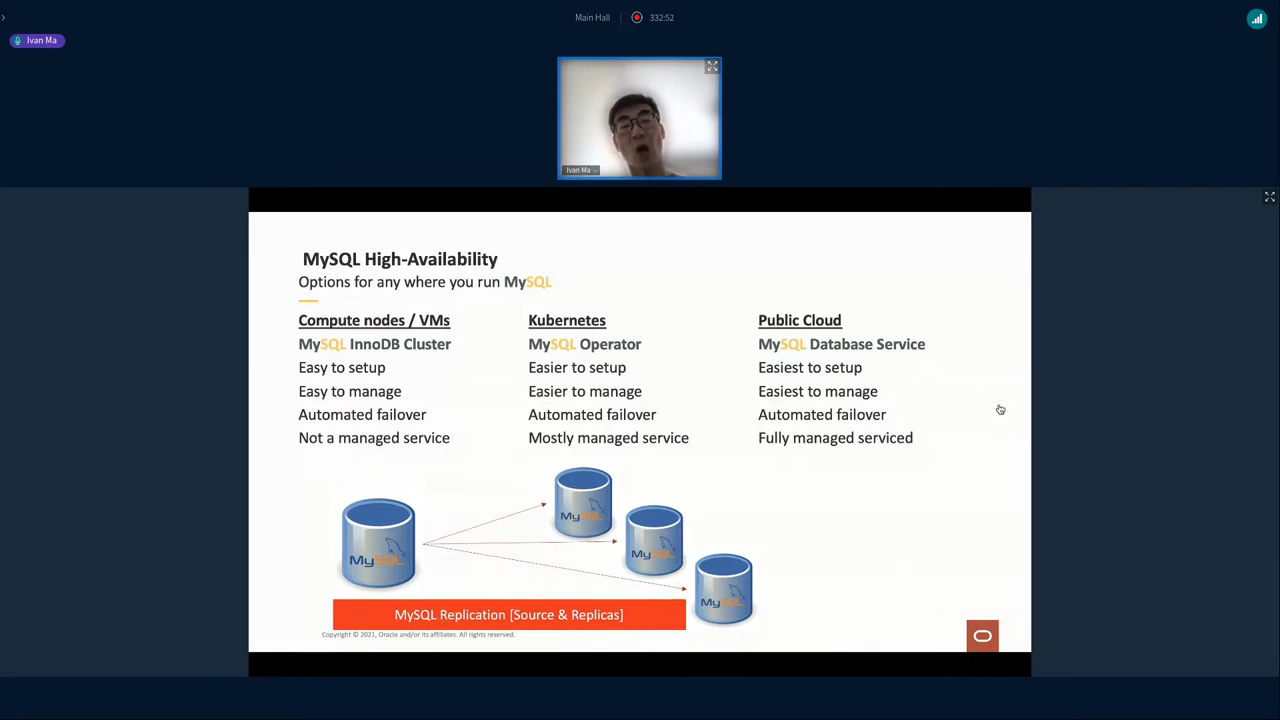 Main Hall
332:52
Ivan Ma
Ivan Ma
MySQL High-Availability
Options for any where you run MySQL
Compute nodes / VMs
MySQL InnoDB Cluster
Easy to setup
Easy to manage
Automated failover
Not a managed service
Kubernetes
MySQL Operator
Easier to setup
Easier to manage
Automated failover
Mostly managed service
Public Cloud
MySQL Database Service
Easiest to setup
Easiest to manage
Automated failover
Fully managed serviced
MySQL
MySQL
MySQL
MySQL
MySQL Replication [Source & Replicas]
Copyright © 2021, Oracle and/or its affiliates. All rights reserved.